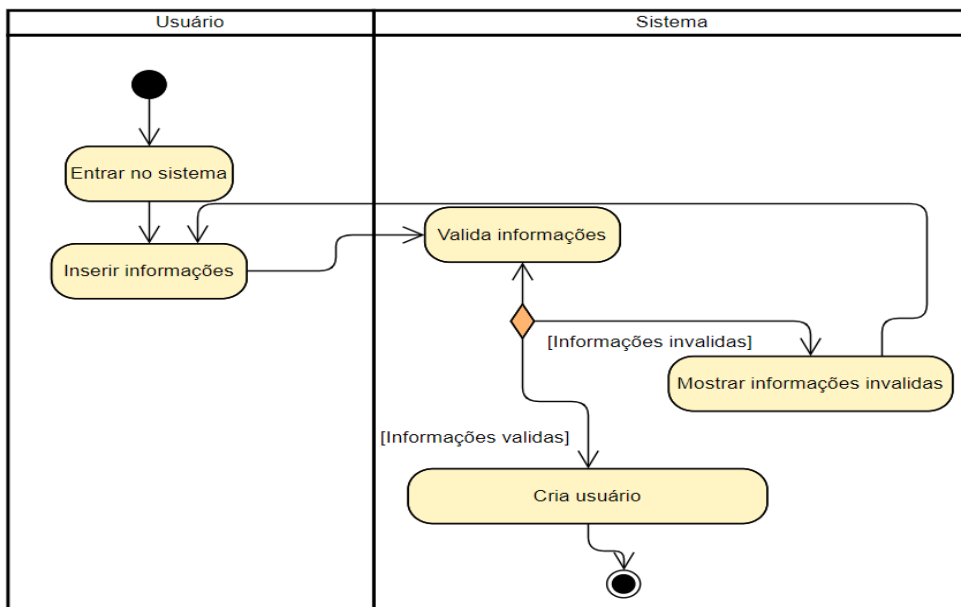 Usuário
Sistema
Entrar no sistema
Valida informações
Inserir informações
[Informações invalidas]
Mostrar informações invalidas
[Informações validas]
Cria usuário